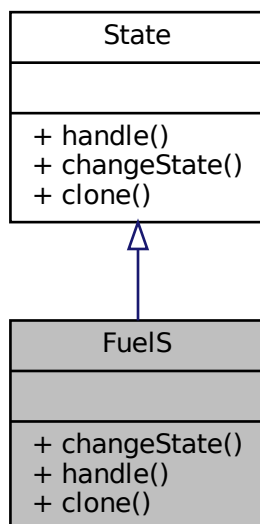 State
+ handle()
+ changeState()
+ clone()
FuelS
+ changeState()
+ handle()
+ clone()